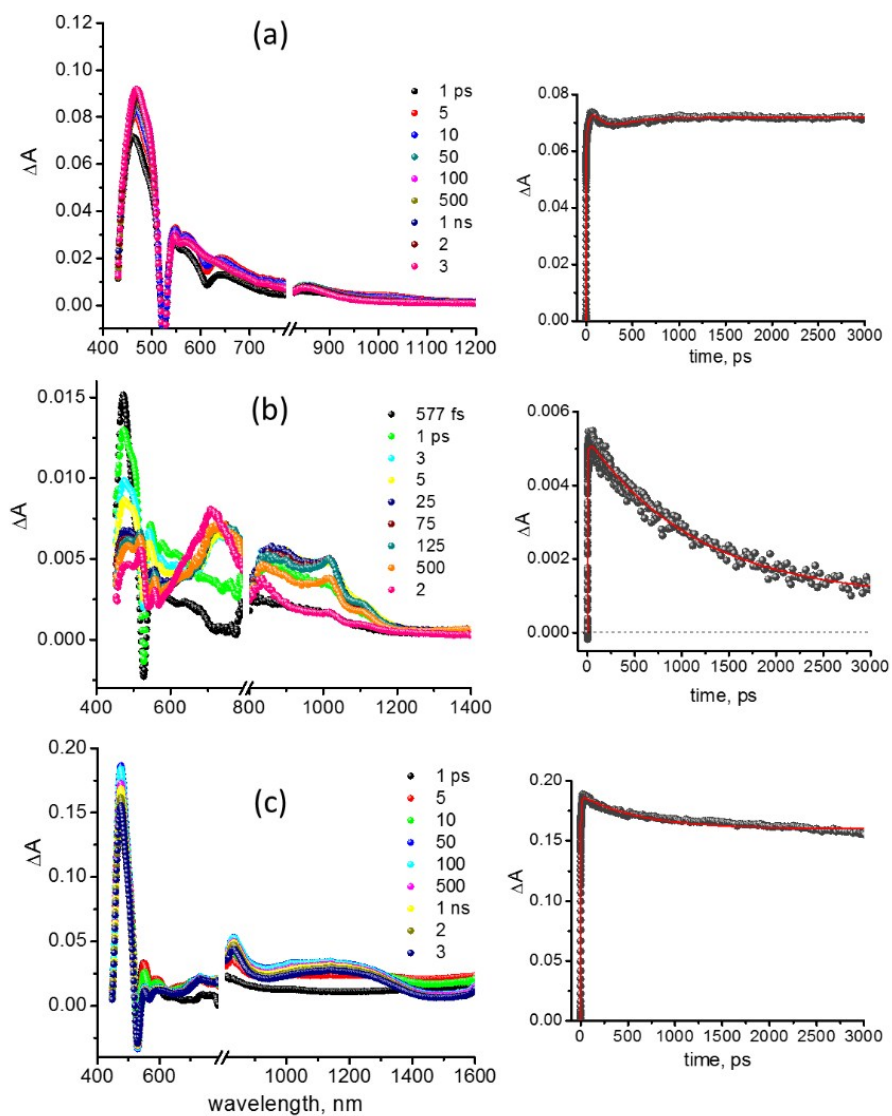 (a)
0.12
0.10
0.08
0.06
0.04
0.02
0.00
ΔA
1 ps
5
10
50
100
500
1 ns
2
3
400 500 600 700 900 1000 1100 1200
0.08
0.06
0.04
0.02
0.00
ΔA
0 500 1000 1500 2000 2500 3000
time, ps
(b)
0.015
0.010
0.005
0.000
ΔA
577 fs
1 ps
3
5
25
75
125
500
2
400 600 800 1000 1200 1400
0.006
0.004
0.002
0.000
ΔA
0 500 1000 1500 2000 2500 3000
time, ps
(c)
0.20
0.15
0.10
0.05
0.00
ΔA
1 ps
5
10
50
100
500
1 ns
2
3
400 600 1000 1200 1400 1600
wavelength, nm
0.20
0.15
0.10
0.05
0.00
ΔA
0 500 1000 1500 2000 2500 3000
time, ps